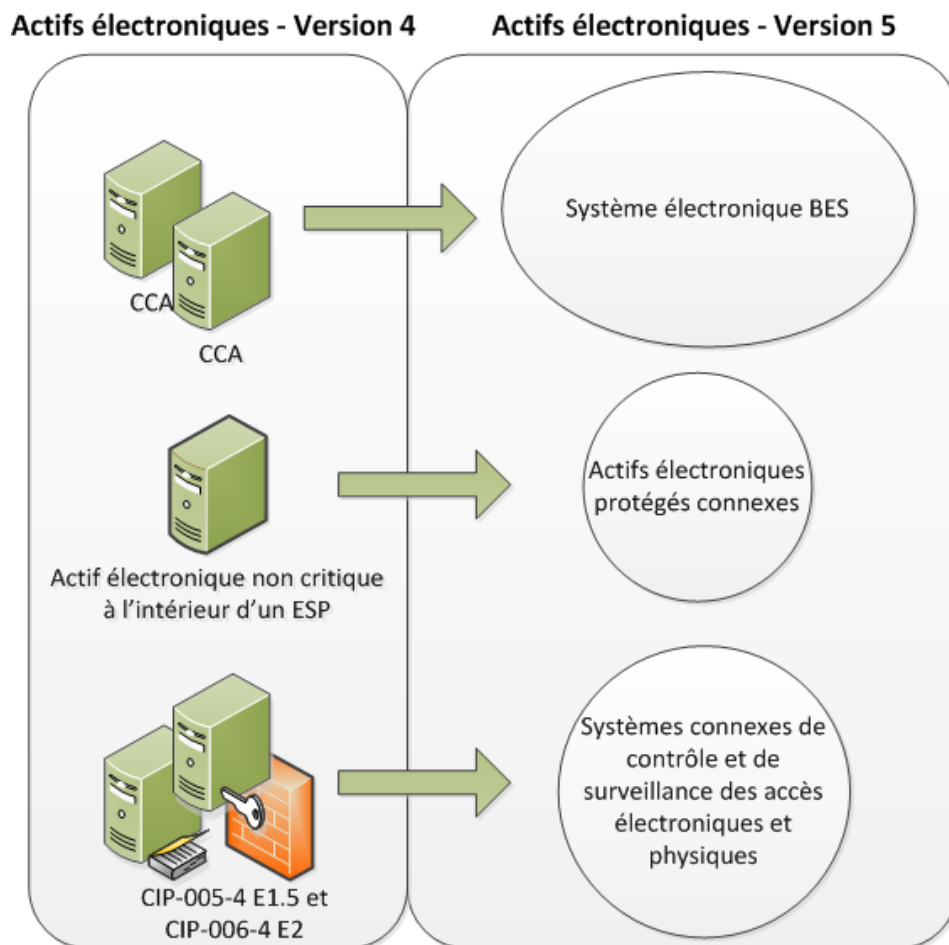 Actifs électroniques - Version 4
Actifs électroniques - Version 5
CCA
CCA
Système électronique BES
Actif électronique non critique
à l'intérieur d'un ESP
Actifs électroniques
protégés connexes
CIP-005-4 E1.5 et
CIP-006-4 E2
Systèmes connexes de
contrôle et de
surveillance des accès
électroniques et
physiques